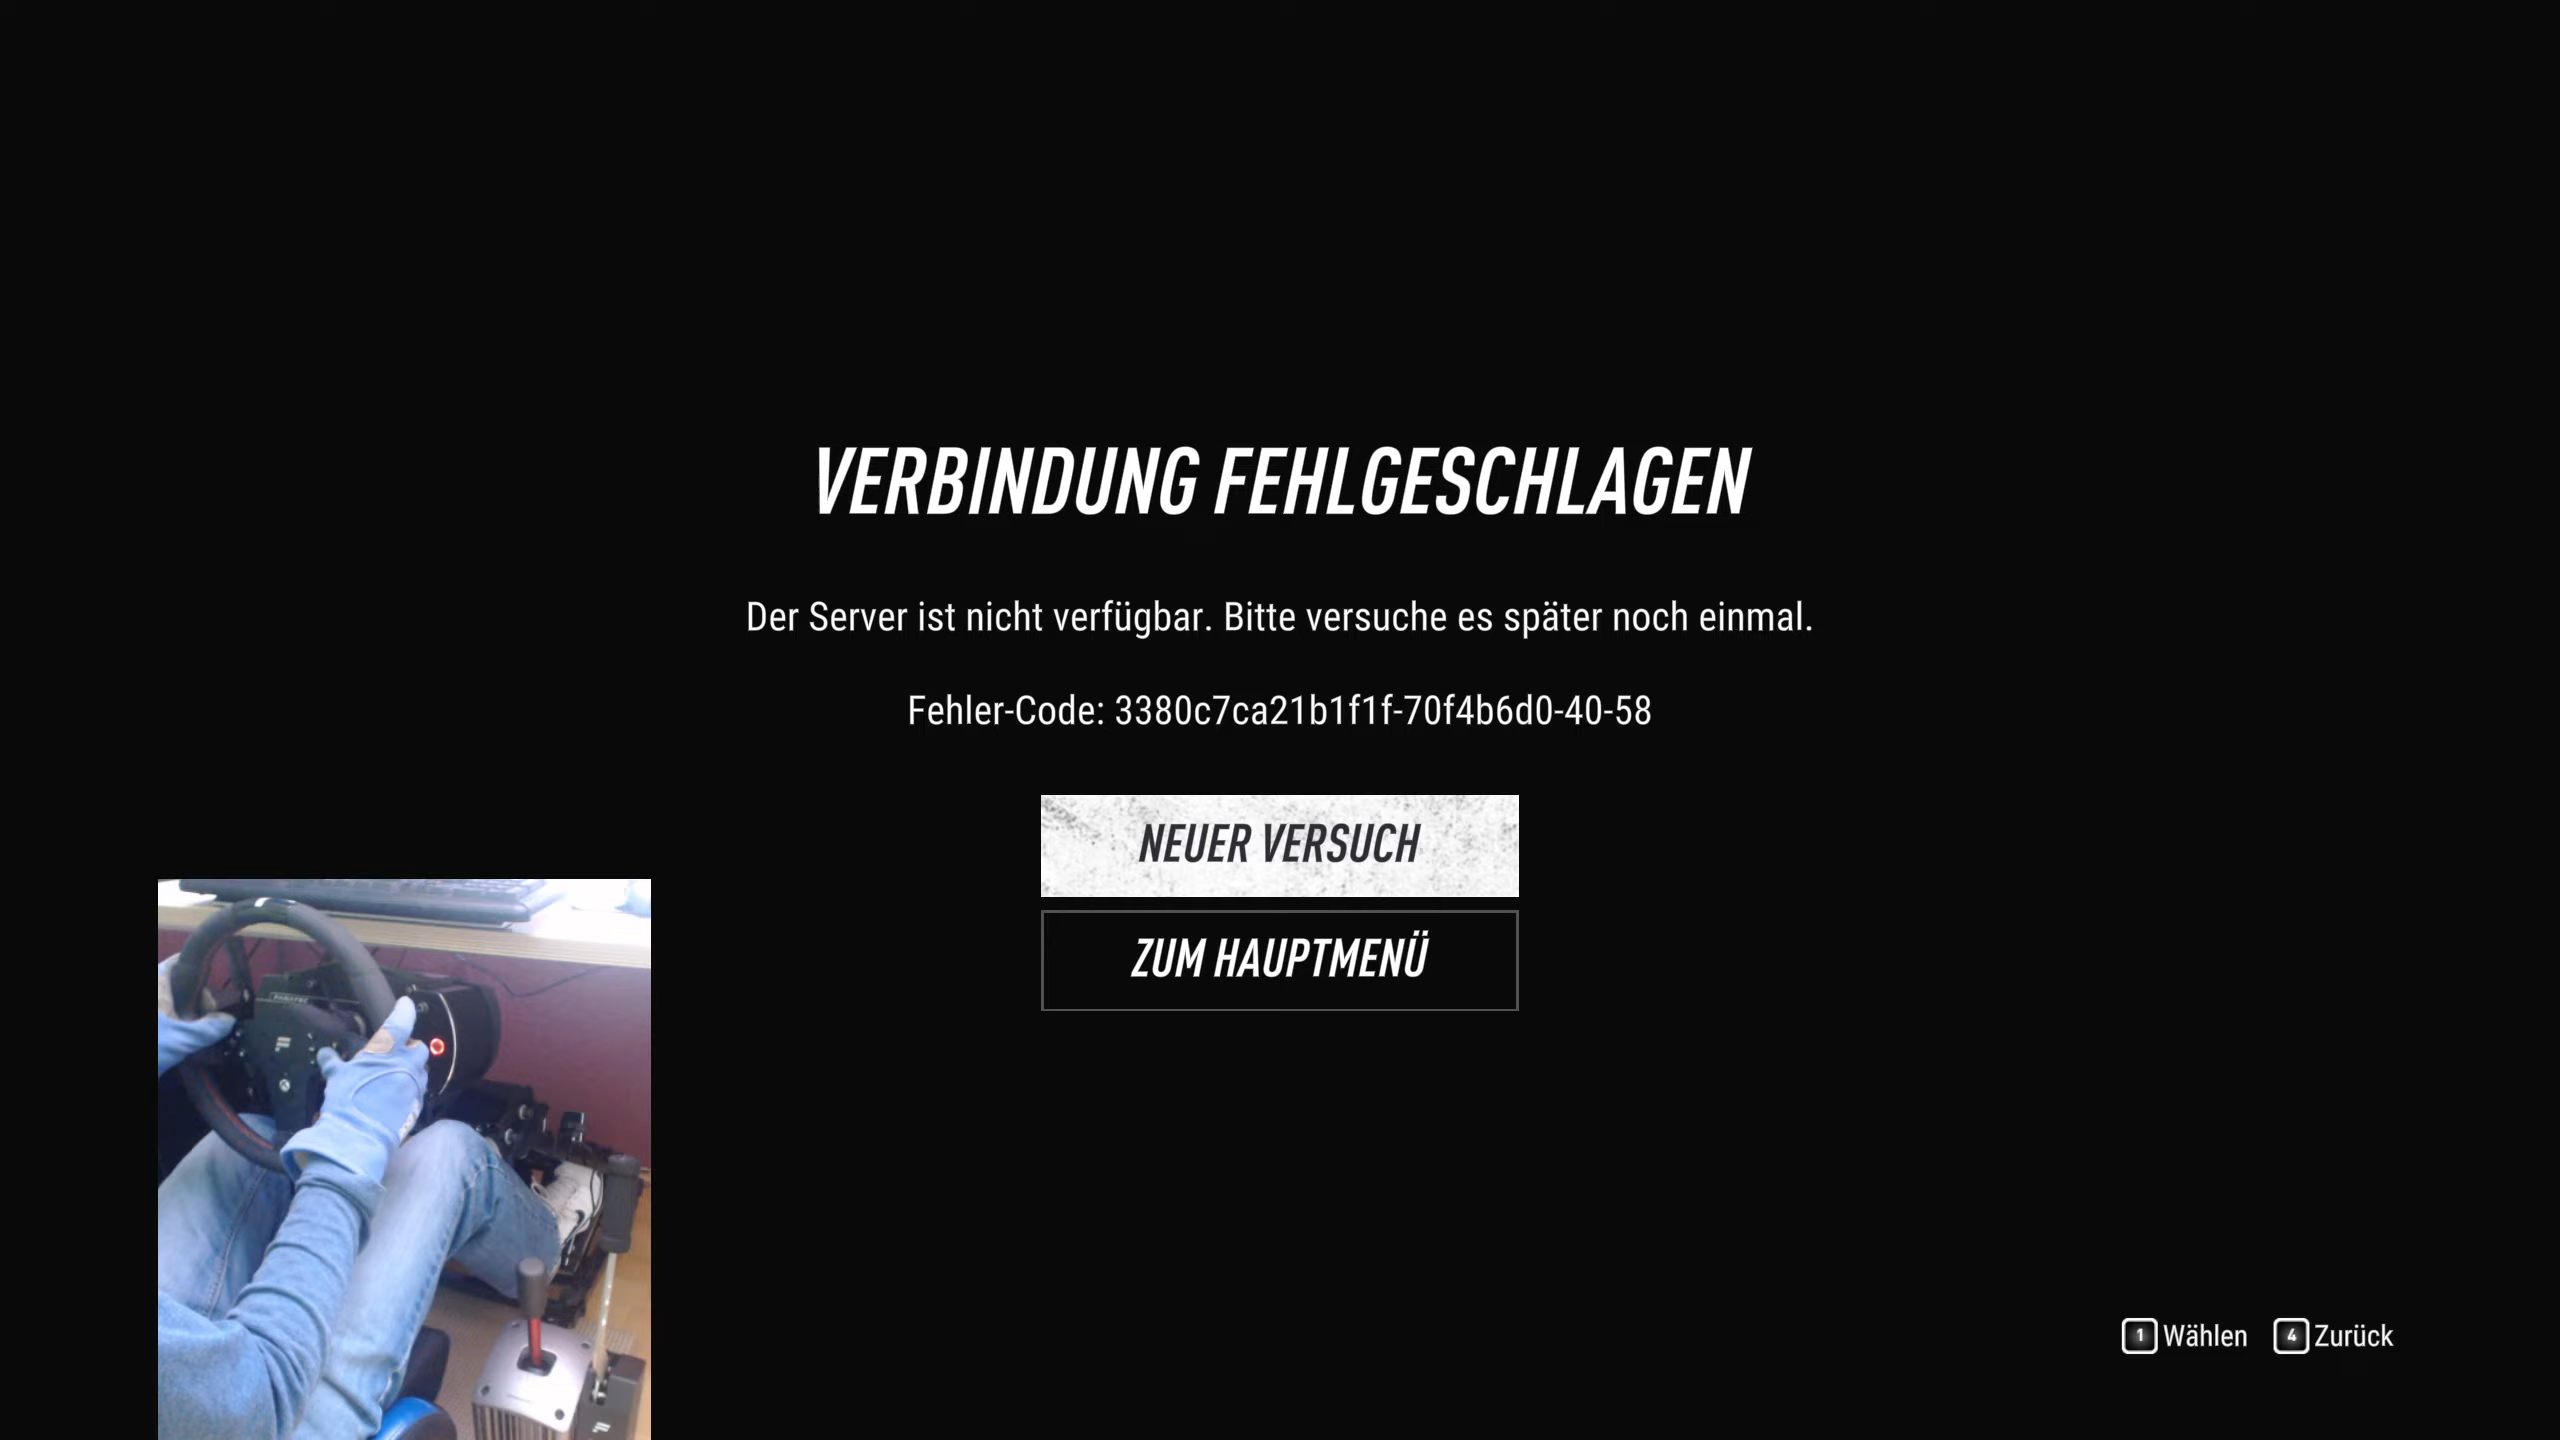 VERBINDUNG FEHLGESCHLAGEN
Der Server ist nicht verfügbar. Bitte versuche es später noch einmal.
Fehler-Code: 3380c7ca21b1f1f-70f4b6d0-40-58
NEUER VERSUCH
ZUM HAUPTMENÜ
FANATEC
1 Wählen 4 Zurück